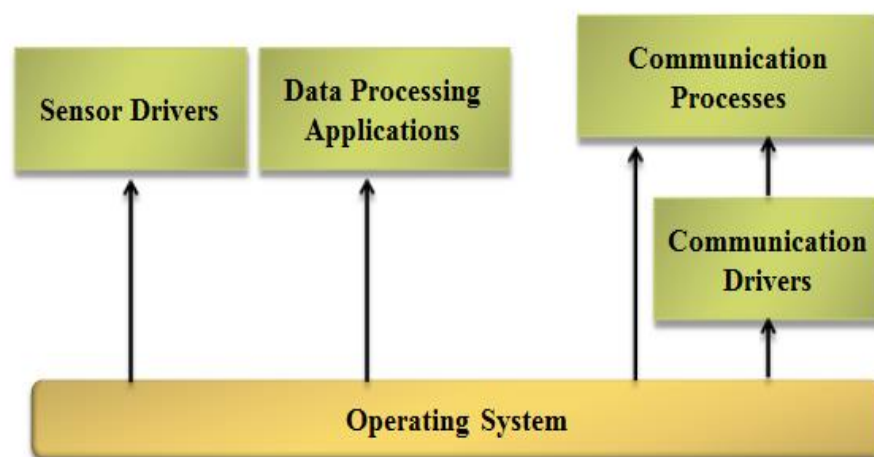 Sensor Drivers
Data Processing
Applications
Communication
Processes
Communication
Drivers
Operating System